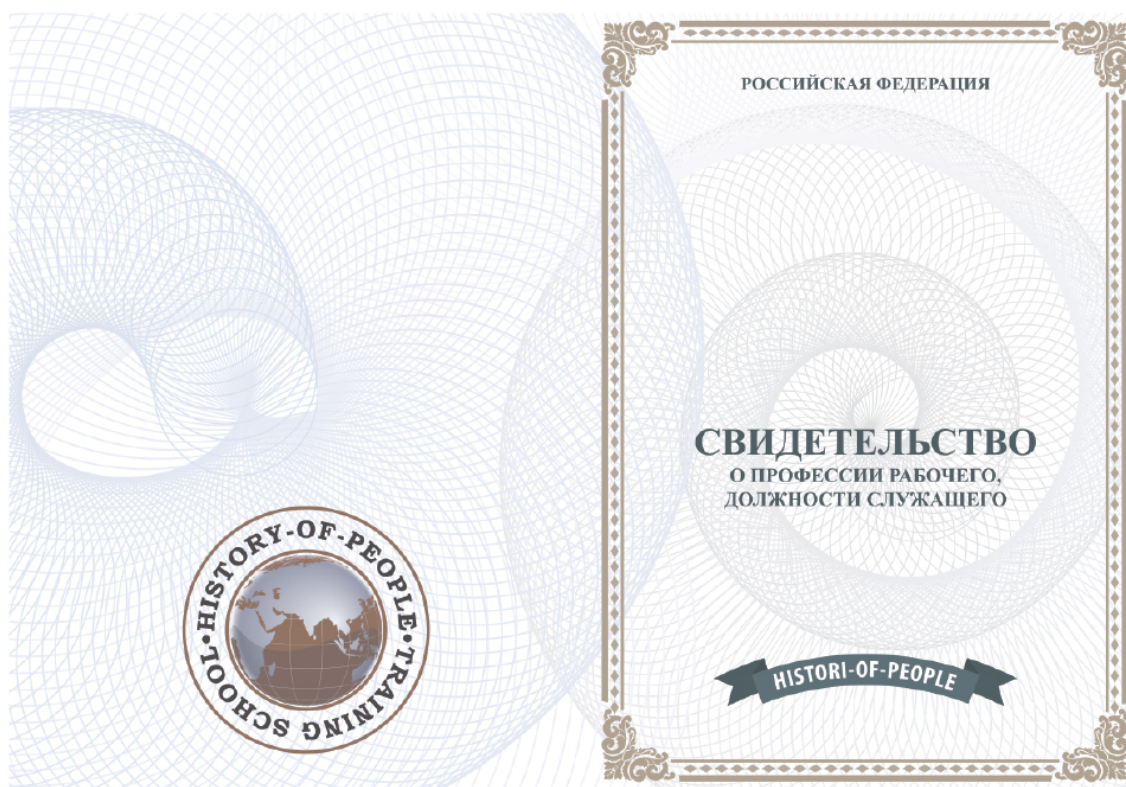 РОССИЙСКАЯ ФЕДЕРАЦИЯ
СВИДЕТЕЛЬСТВО
О ПРОФЕССИИ РАБОЧЕГО,
ДОЛЖНОСТИ СЛУЖАЩЕГО
HISTORY-OF-PEOPLE•TRAINING SCHOOL•
HISTORI-OF-PEOPLE